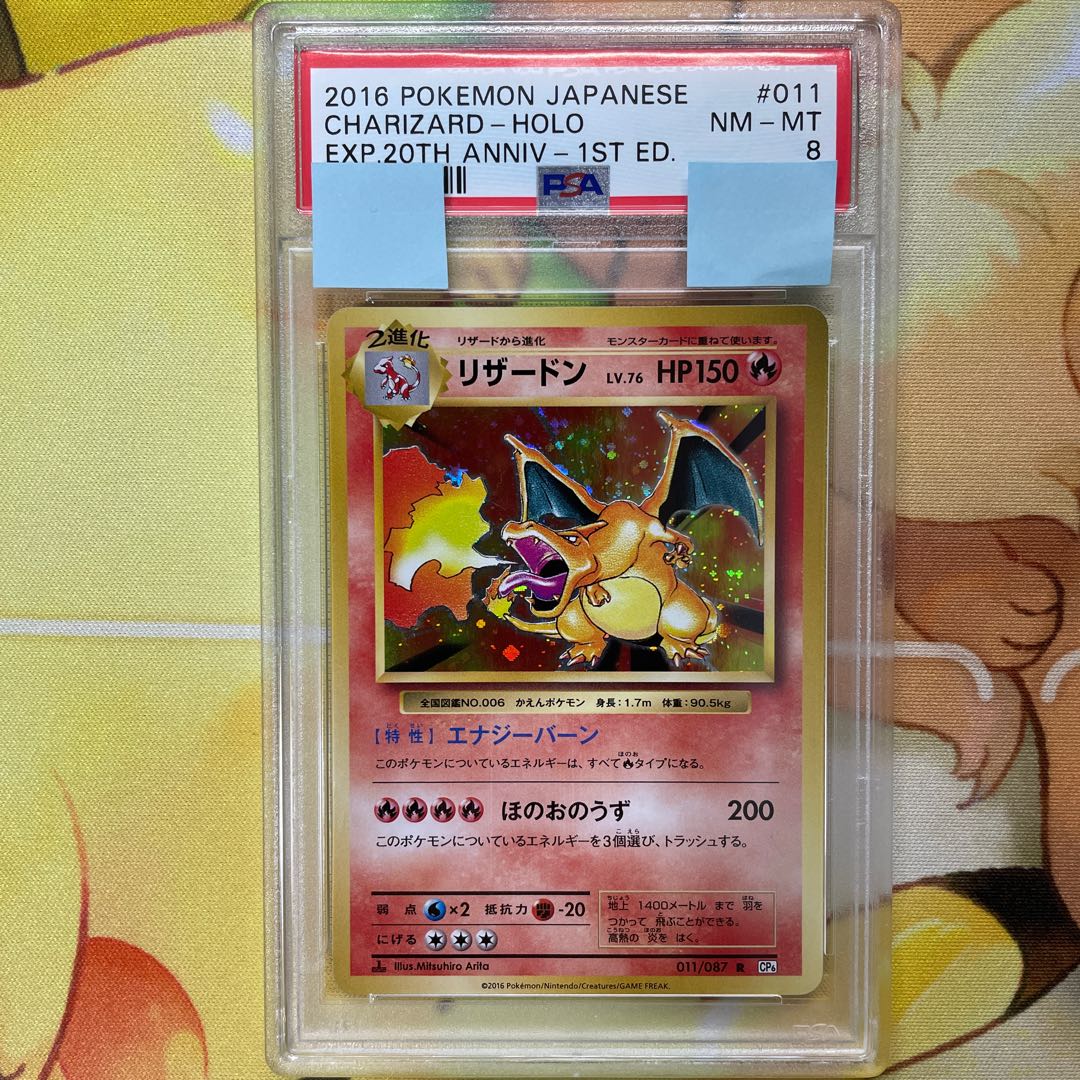 2016 POKEMON JAPANESE #011
CHARIZARD-HOLO NM-MT
EXP.20TH ANNIV-1ST ED. 8
PSA
2進化
リザードから進化 モンスターカードに重ねて使います。
リザードン LV.76 HP150
全国図鑑NO.006 かえんポケモン 身長:1.7m 体重:90.5kg
[特性] エナジーバーン
このポケモンについているエネルギーは、すべてタイプになる。
ほのおのうず 200
このポケモンについているエネルギーを3個選び、トラッシュする。
弱点 ×2 抵抗力 -20
にげる
地上 1400メートル まで 羽を
つかって 飛ぶことができる。
高熱の 炎を はく。
1 Illus.Mitsuhiro Arita 011/087 R CP6
©2016 Pokémon/Nintendo/Creatures/GAME FREAK.
PSA